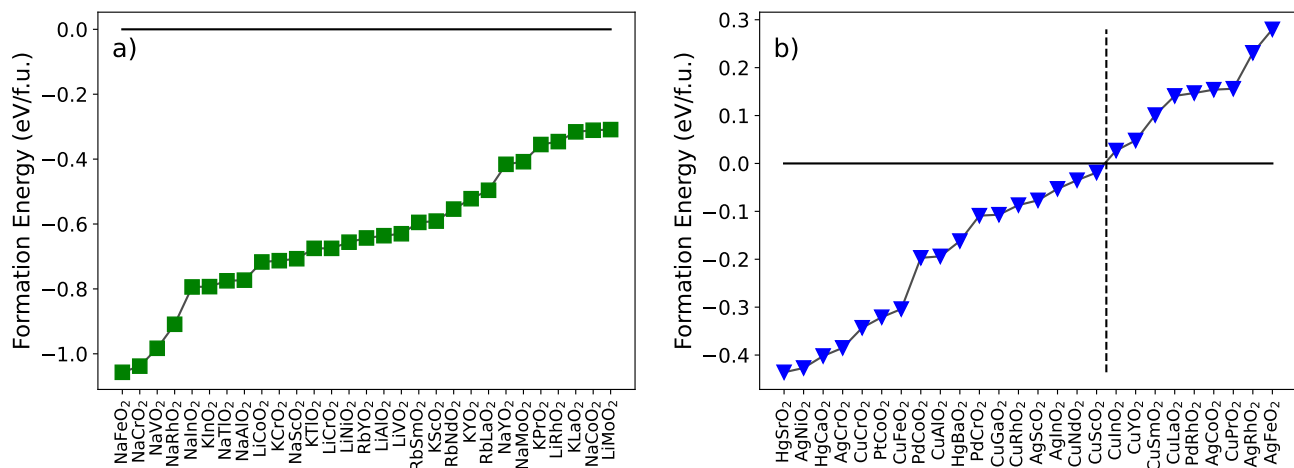 a)
Formation Energy (eV/f.u.)
0.0
−0.2
−0.4
−0.6
−0.8
−1.0
NaFeO₂
NaCrO₂
NaVO₂
NaRhO₂
NaInO₂
KInO₂
NaTlO₂
NaAlO₂
LiCoO₂
KCrO₂
NaScO₂
KTlO₂
LiCrO₂
LiNiO₂
RbYO₂
LiAlO₂
LiVO₂
RbSmO₂
KScO₂
RbNdO₂
KYO₂
RbLaO₂
NaYO₂
NaMoO₂
KPrO₂
LiRhO₂
KLaO₂
NaCoO₂
LiMoO₂
b)
Formation Energy (eV/f.u.)
0.3
0.2
0.1
0.0
−0.1
−0.2
−0.3
−0.4
HgSrO₂
AgNiO₂
HgCaO₂
AgCrO₂
CuCrO₂
PtCoO₂
CuFeO₂
PdCoO₂
CuAlO₂
HgBaO₂
PdCrO₂
CuGaO₂
CuRhO₂
AgScO₂
AgInO₂
CuNdO₂
CuScO₂
CuInO₂
CuYO₂
CuSmO₂
CuLaO₂
PdRhO₂
AgCoO₂
CuPrO₂
AgRhO₂
AgFeO₂